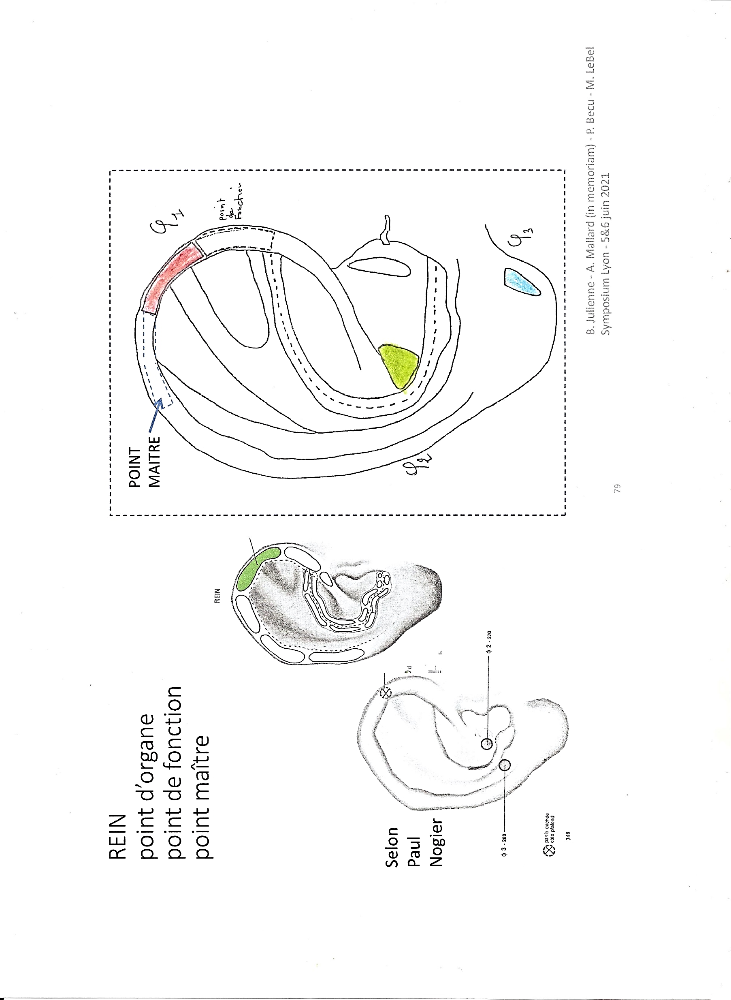 REIN
point d'organe
point de fonction
point maître
REIN
Selon
Paul
Nogier
ϕ 2 - 270
ϕ 3 - 280
partie cachée
côté plafond
348
POINT
MAITRE
φ1
point
de
Fonction
φ2
φ3
B. Julienne - A. Mallard (in memoriam) - P. Becu - M. LeBel
Symposium Lyon - 5&6 juin 2021
79